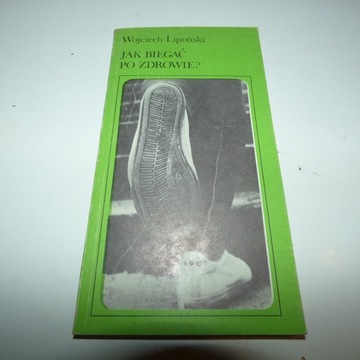 Wojciech Lipoński
JAK BIEGAĆ
PO ZDROWIE?